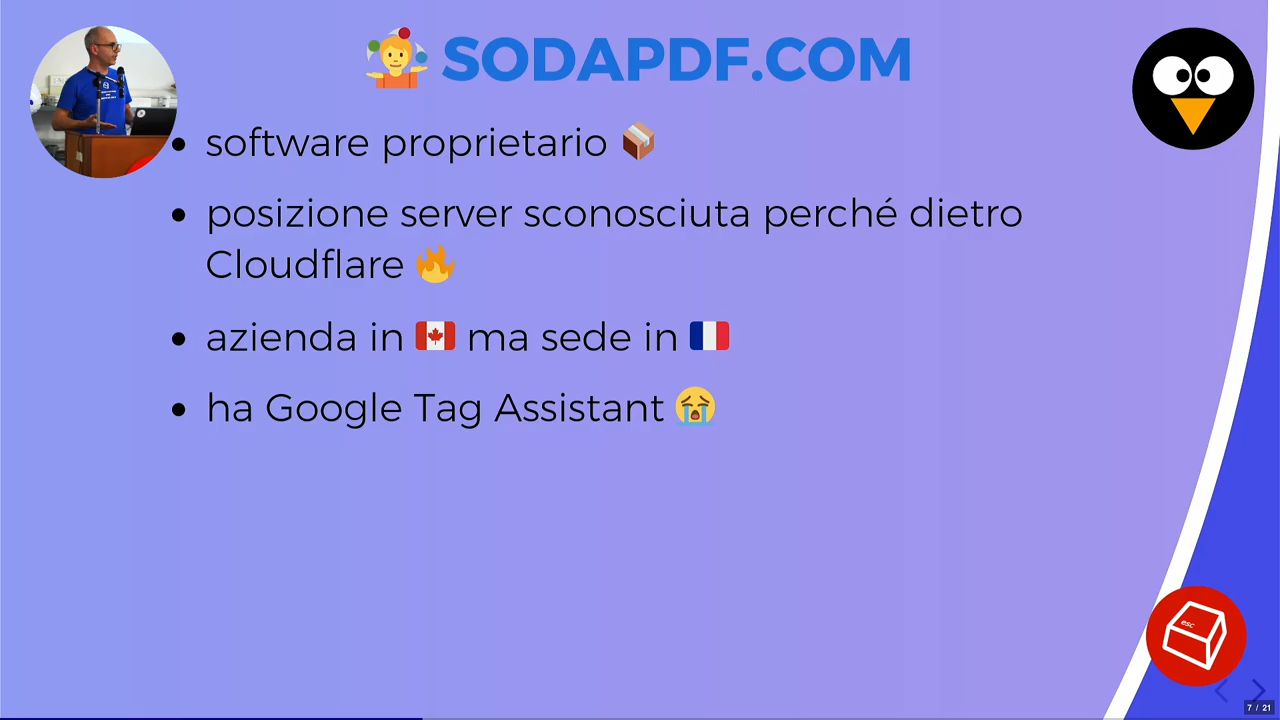 SODAPDF.COM
software proprietario
posizione server sconosciuta perché dietro
Cloudflare
azienda in ma sede in
ha Google Tag Assistant
esc
7 / 21